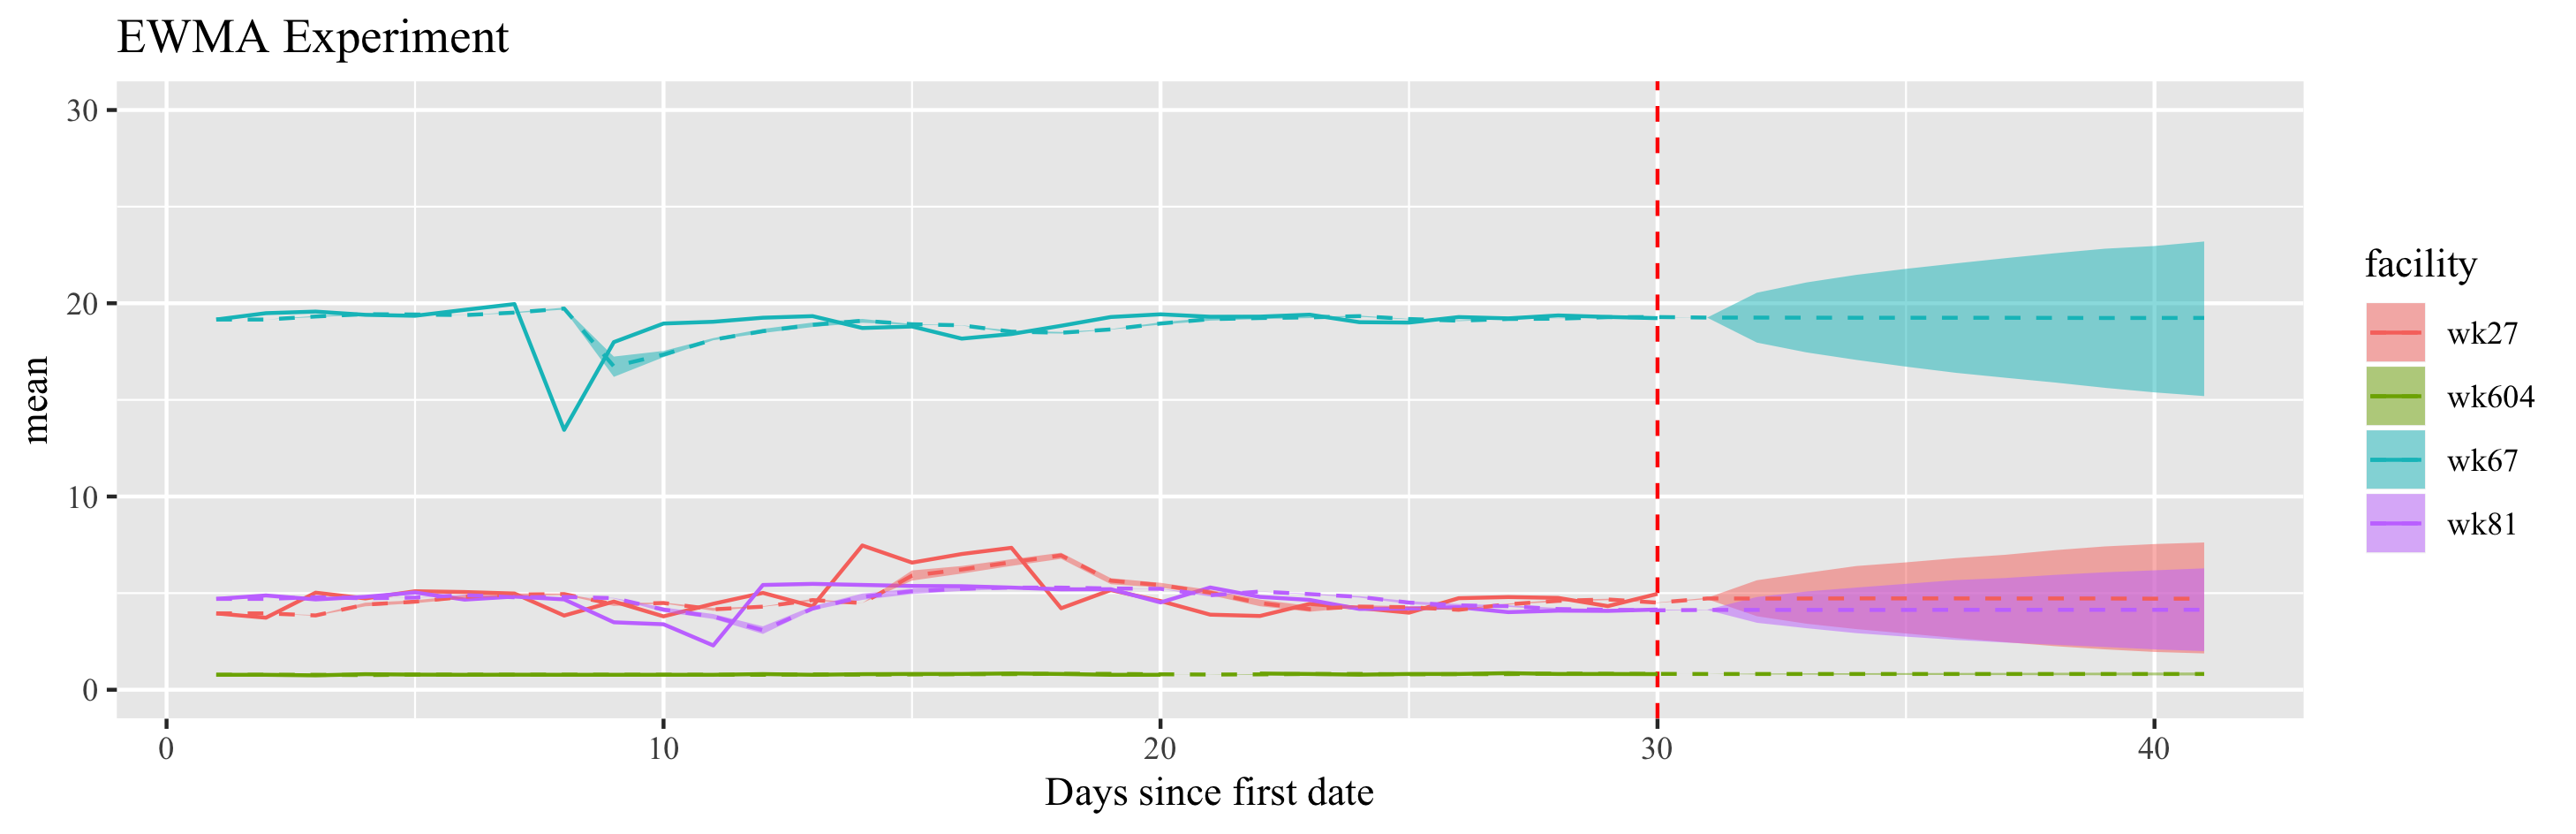 EWMA Experiment
30
20
10
0
mean
0 10 20 30 40
Days since first date
facility
wk27
wk604
wk67
wk81